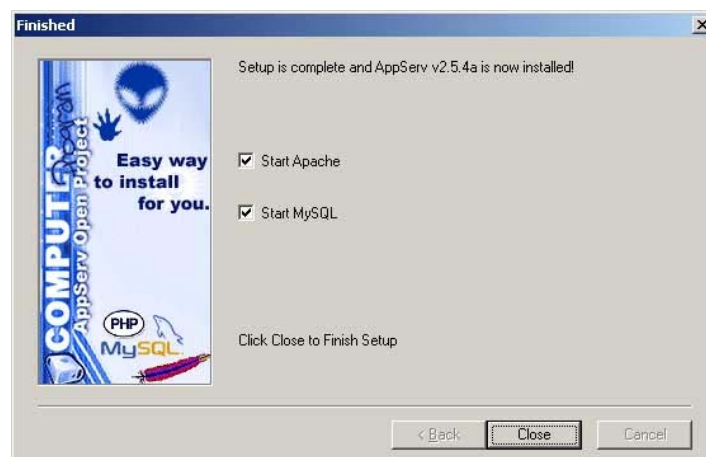 Finished
Setup is complete and AppServ v2.5.4a is now installed!
COMPUTER
Program
AppServ Open Project
Easy way
to install
for you.
PHP
MySQL
Start Apache
Start MySQL
Click Close to Finish Setup
< Back
Close
Cancel